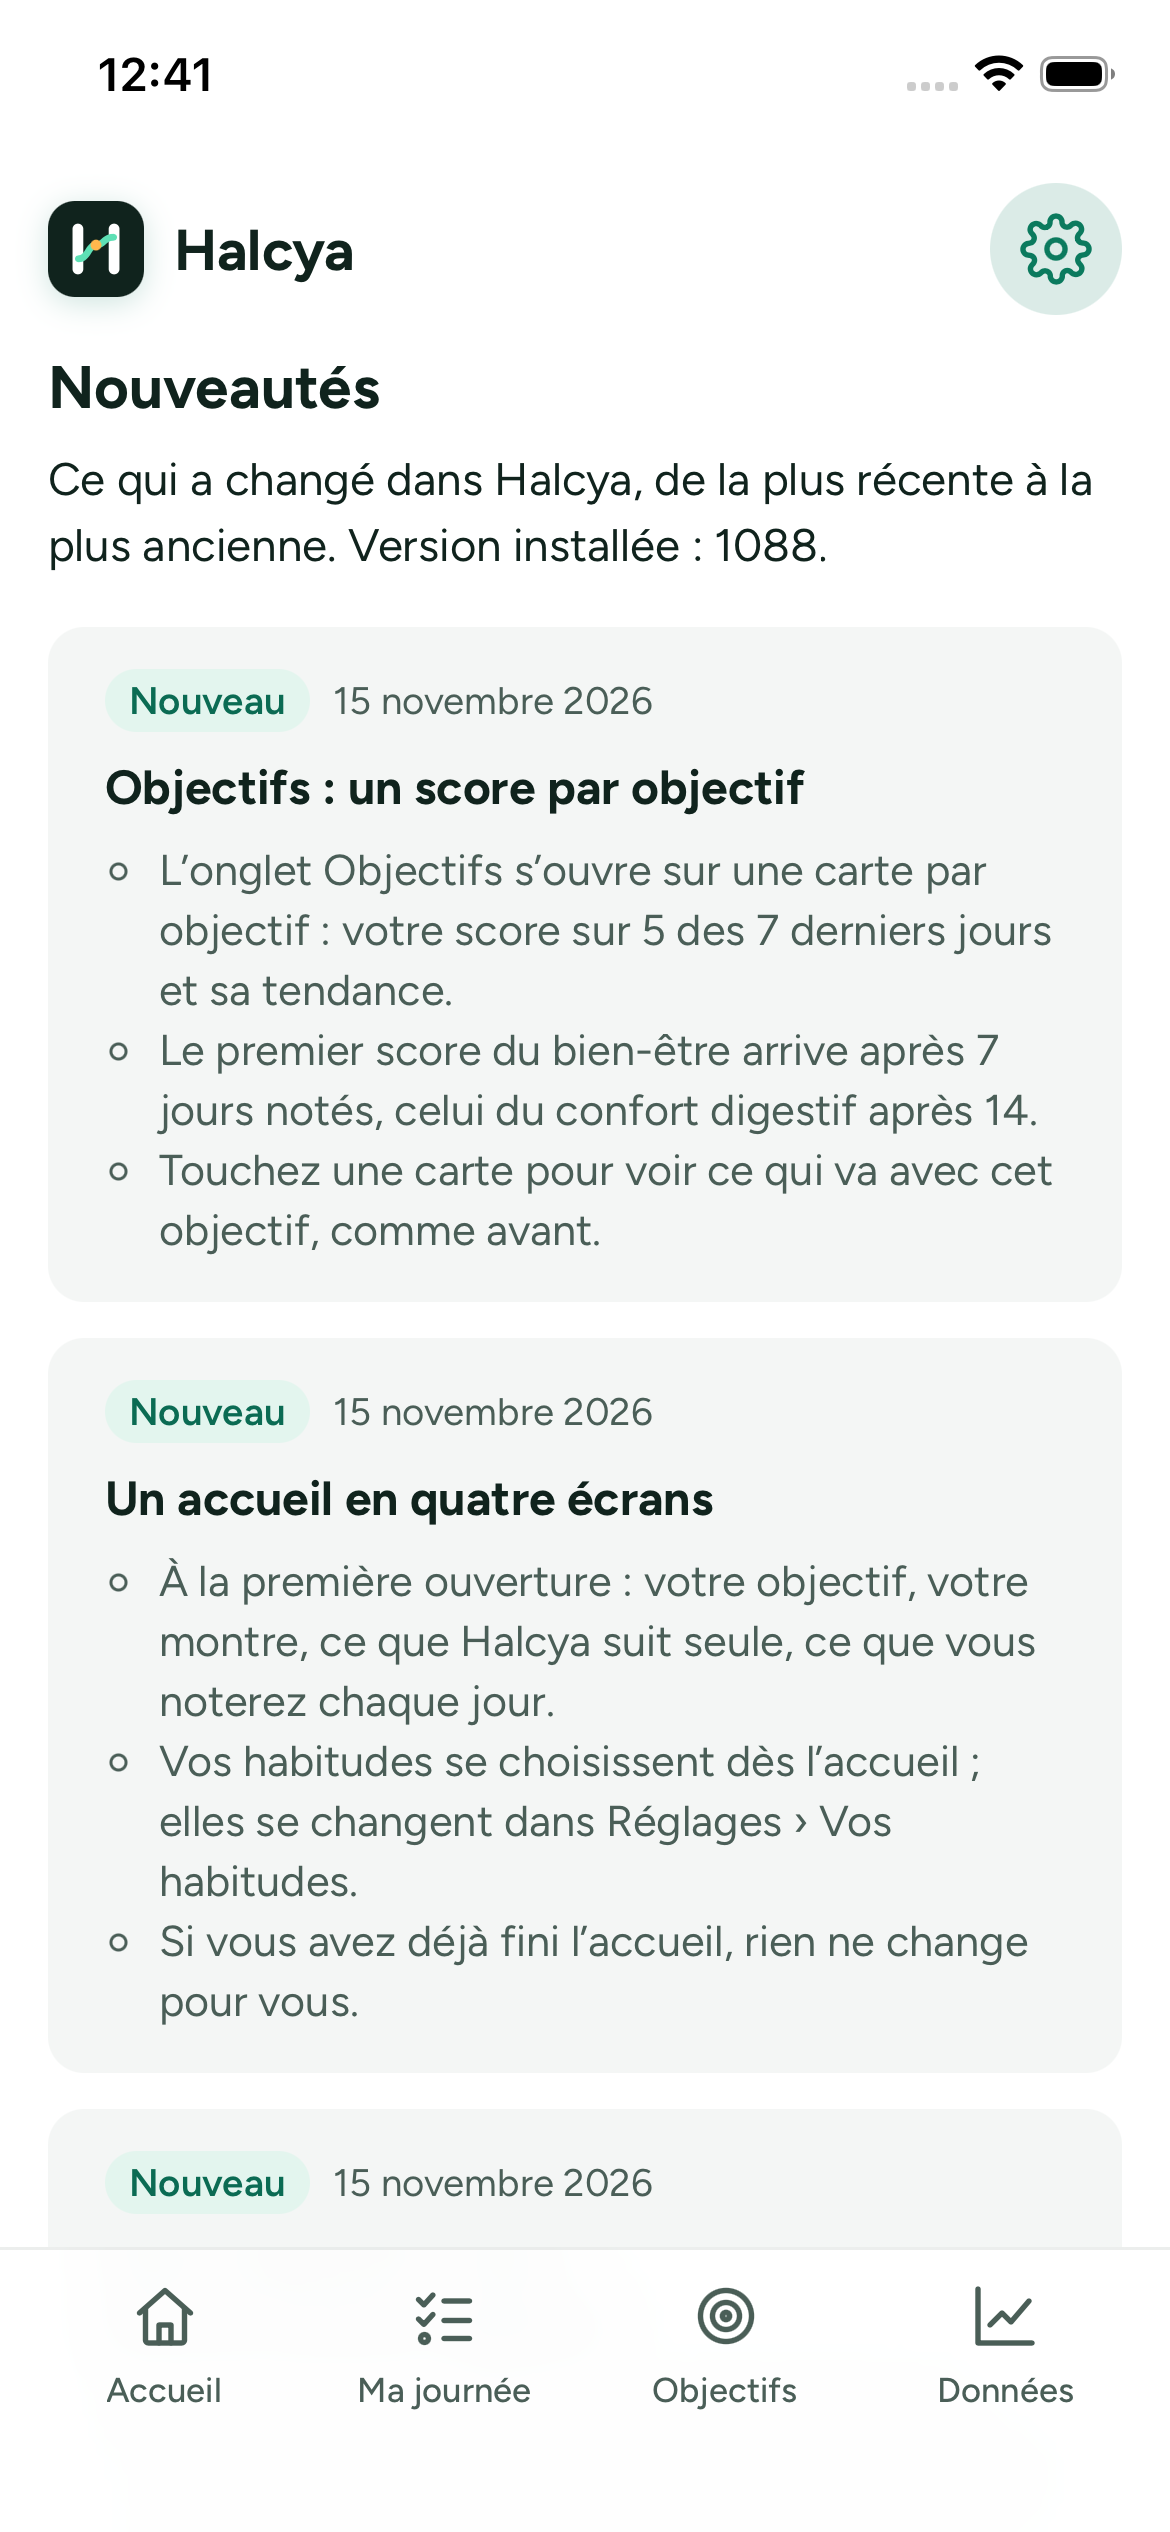 12:41
Halcya
Nouveautés
Ce qui a changé dans Halcya, de la plus récente à la
plus ancienne. Version installée : 1088.
Nouveau 15 novembre 2026
Objectifs : un score par objectif
L’onglet Objectifs s’ouvre sur une carte par
objectif : votre score sur 5 des 7 derniers jours
et sa tendance.
Le premier score du bien-être arrive après 7
jours notés, celui du confort digestif après 14.
Touchez une carte pour voir ce qui va avec cet
objectif, comme avant.
Nouveau 15 novembre 2026
Un accueil en quatre écrans
À la première ouverture : votre objectif, votre
montre, ce que Halcya suit seule, ce que vous
noterez chaque jour.
Vos habitudes se choisissent dès l’accueil ;
elles se changent dans Réglages › Vos
habitudes.
Si vous avez déjà fini l’accueil, rien ne change
pour vous.
Nouveau 15 novembre 2026
Accueil Ma journée Objectifs Données